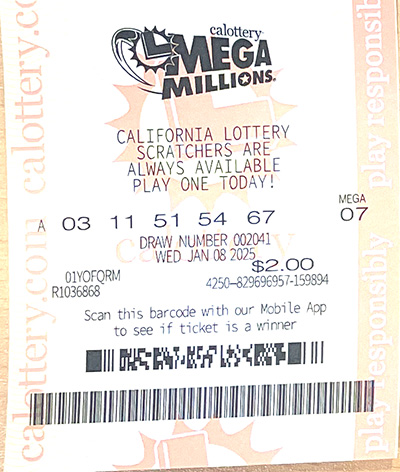 calottery
MEGA
MILLIONS
CALIFORNIA LOTTERY
SCRATCHERS ARE
ALWAYS AVAILABLE
PLAY ONE TODAY!
MEGA
A 03 11 51 54 67 07
DRAW NUMBER 002041
WED JAN 08 2025
$2.00
01YOFQRM
R1036868
4250-829696957-159894
Scan this barcode with our Mobile App
to see if ticket is a winner
calottery.com calottery.cc
play responsibly play responsib